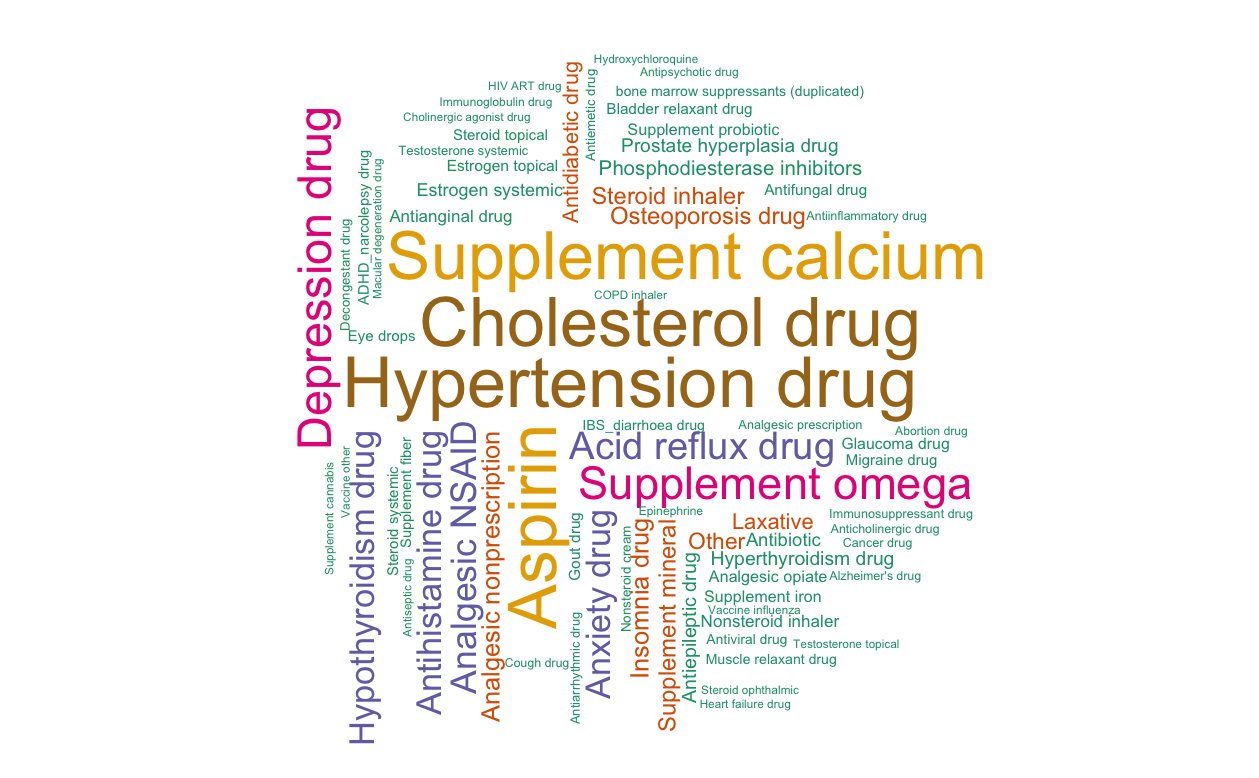 Hydroxychloroquine
Antipsychotic drug
HIV ART drug
bone marrow suppressants (duplicated)
Immunoglobulin drug
Bladder relaxant drug
Cholinergic agonist drug
Antidiabetic drug
Antiemetic drug
Steroid topical
Supplement probiotic
Prostate hyperplasia drug
Testosterone systemic
Estrogen topical
Phosphodiesterase inhibitors
Estrogen systemic
Steroid inhaler
Antifungal drug
Antianginal drug
Osteoporosis drug
Antiinflammatory drug
Depression drug
Decongestant drug
ADHD_narcolepsy drug
Macular degeneration drug
Supplement calcium
COPD inhaler
Cholesterol drug
Eye drops
Hypertension drug
IBS_diarrhoea drug
Analgesic prescription
Abortion drug
Acid reflux drug
Glaucoma drug
Migraine drug
Supplement omega
Supplement cannabis
Vaccine other
Hypothyroidism drug
Steroid systemic
Supplement fiber
Antiseptic drug
Antihistamine drug
Analgesic NSAID
Analgesic nonprescription
Aspirin
Cough drug
Gout drug
Antiarrhythmic drug
Anxiety drug
Nonsteroid cream
Insomnia drug
Supplement mineral
Antiepileptic drug
Epinephrine
Laxative
Immunosuppressant drug
Anticholinergic drug
Other
Antibiotic
Cancer drug
Hyperthyroidism drug
Analgesic opiate
Alzheimer's drug
Supplement iron
Vaccine influenza
Nonsteroid inhaler
Antiviral drug
Testosterone topical
Muscle relaxant drug
Steroid ophthalmic
Heart failure drug